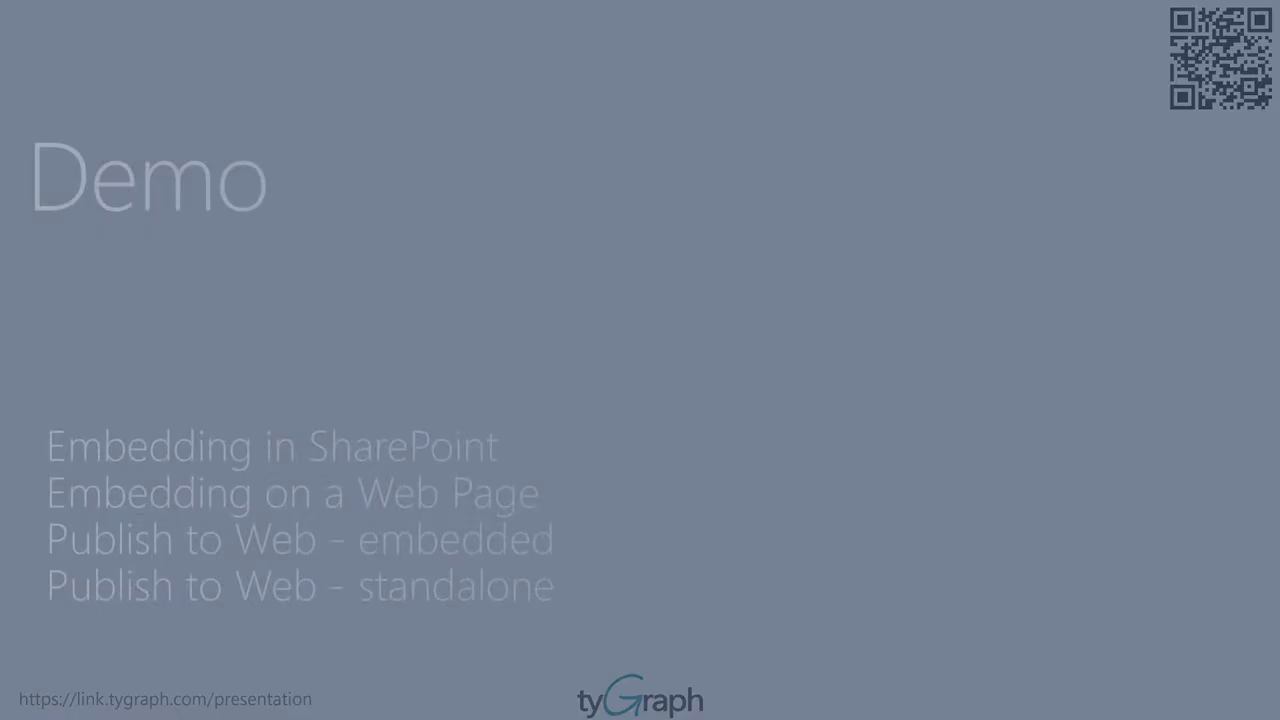 Demo
Embedding in SharePoint
Embedding on a Web Page
Publish to Web - embedded
Publish to Web - standalone
https://link.tygraph.com/presentation
tyGraph